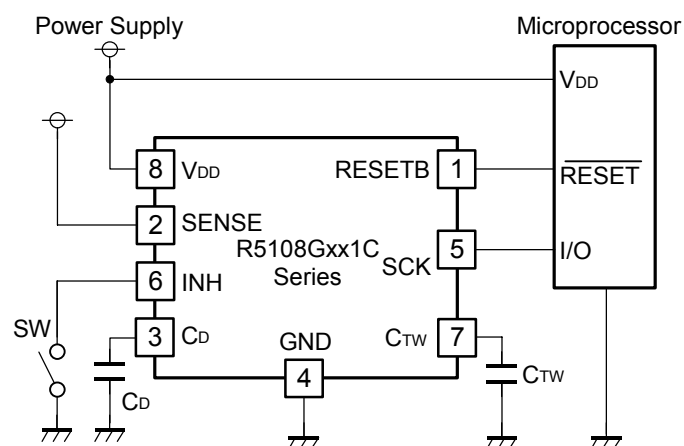 Power Supply
Microprocessor
VDD
8
VDD
RESETB
1
RESET
2
SENSE
R5108Gxx1C
Series
SCK
5
I/O
6
INH
SW
3
CD
GND
CTW
7
4
CD
CTW